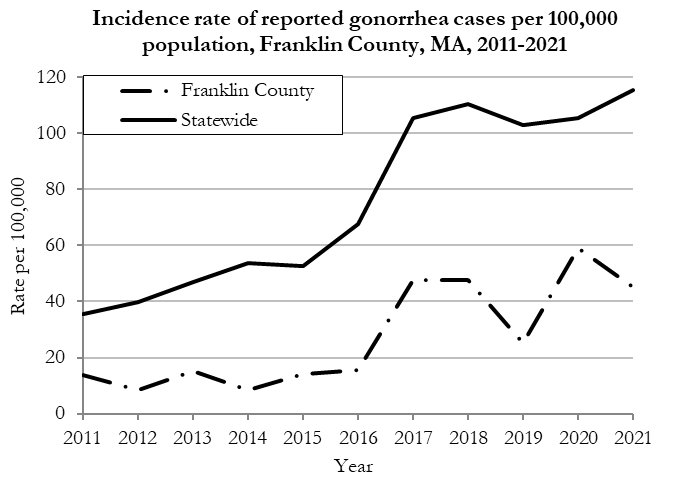 Incidence rate of reported gonorrhea cases per 100,000
population, Franklin County, MA, 2011-2021
120
Franklin County
Statewide
100
80
60
40
20
0
Rate per 100,000
2011 2012 2013 2014 2015 2016 2017 2018 2019 2020 2021
Year